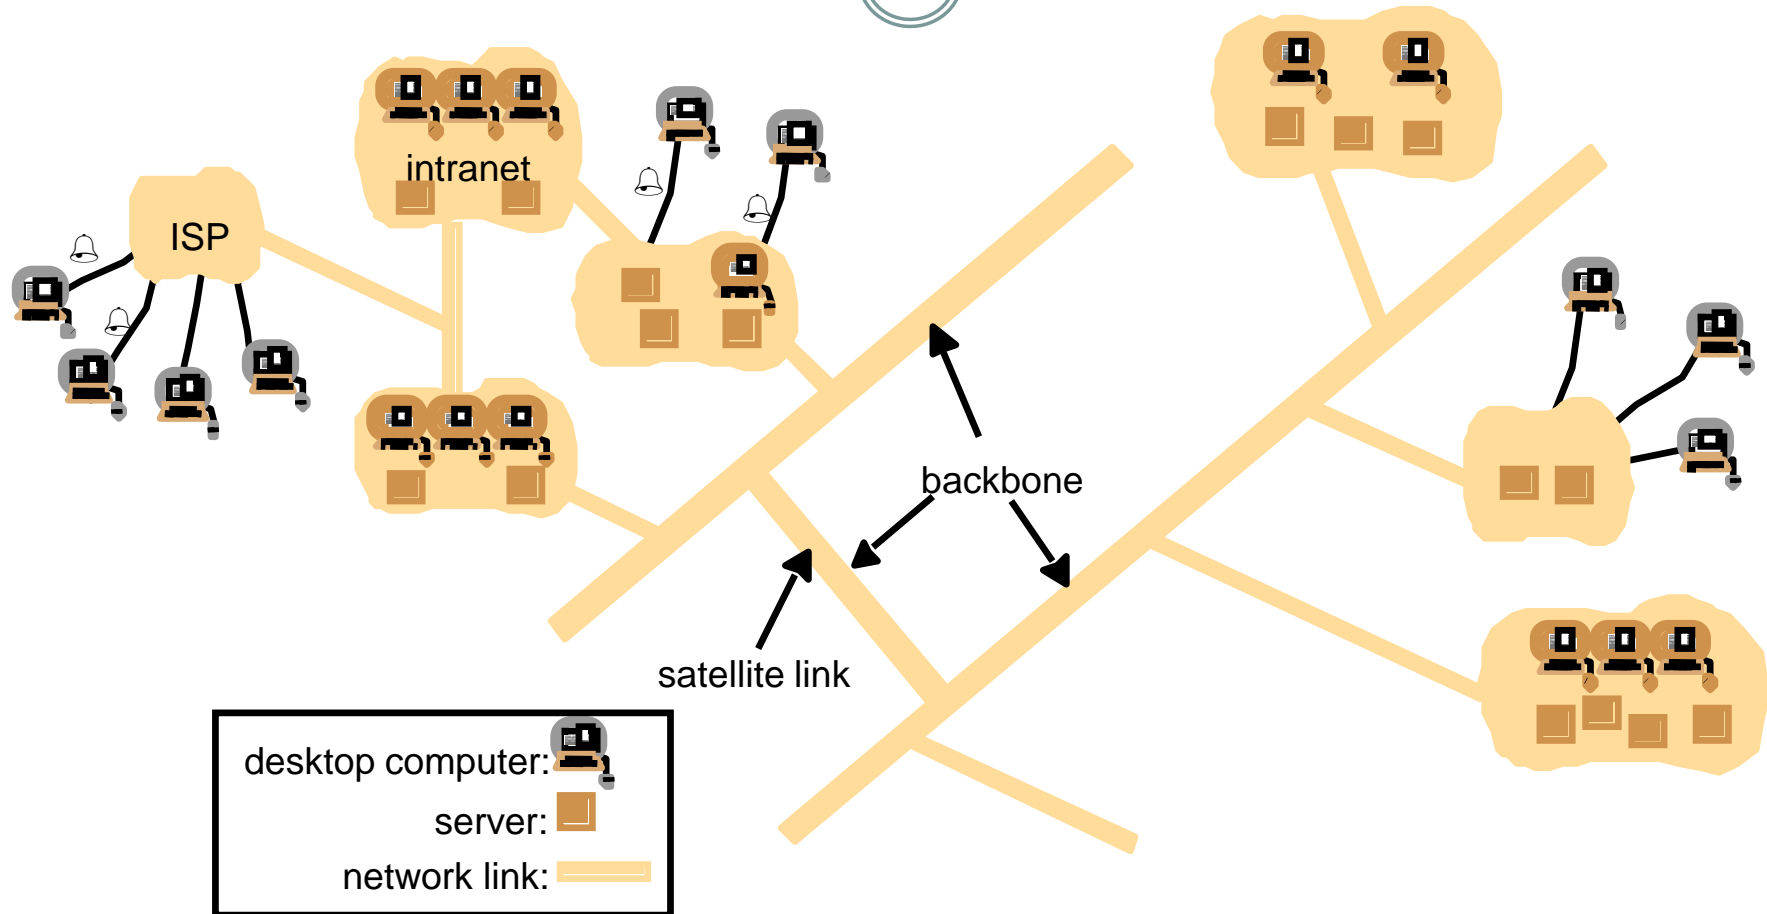 intranet
ISP
backbone
satellite link
desktop computer:
server:
network link: